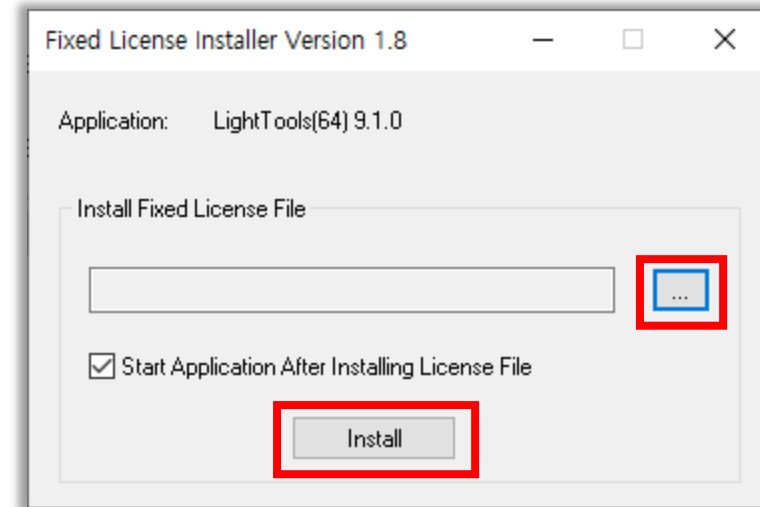 Fixed License Installer Version 1.8
Application: LightTools(64) 9.1.0
Install Fixed License File
...
Start Application After Installing License File
Install